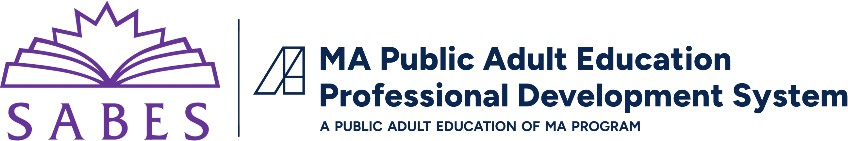 SABES
MA Public Adult Education
Professional Development System
A PUBLIC ADULT EDUCATION OF MA PROGRAM